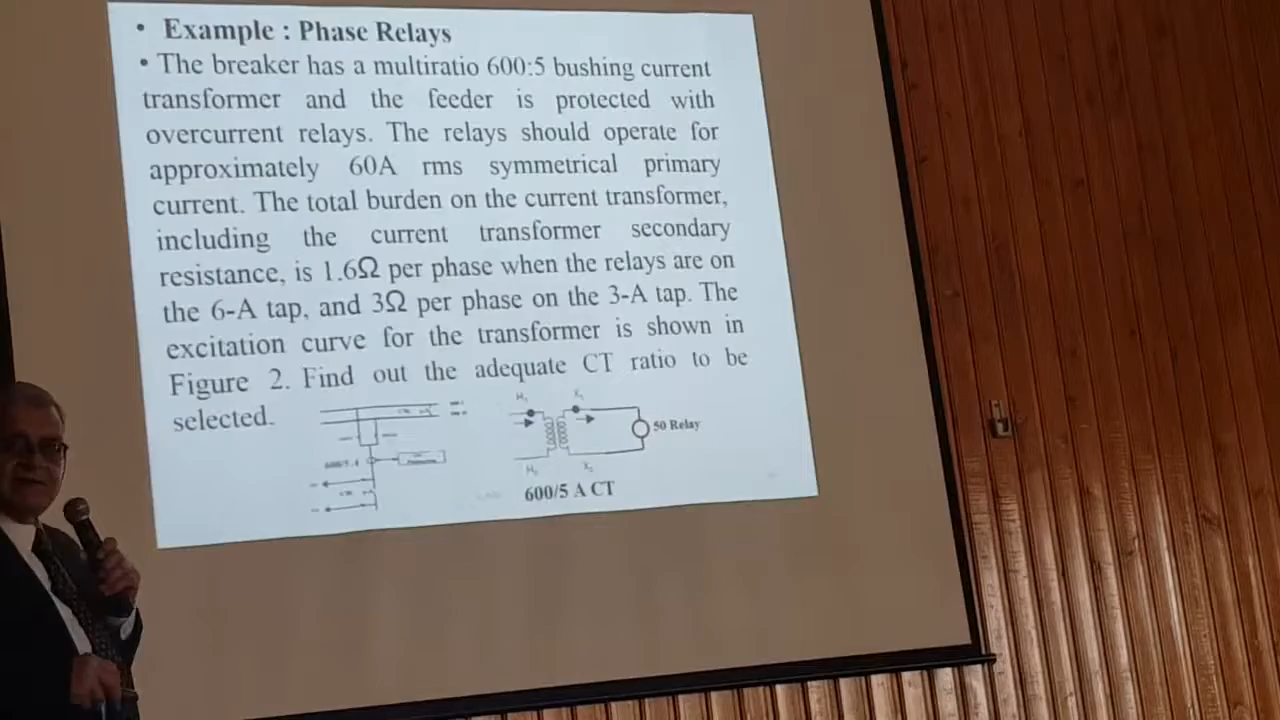 • Example : Phase Relays
• The breaker has a multiratio 600:5 bushing current
transformer and the feeder is protected with
overcurrent relays. The relays should operate for
approximately 60A rms symmetrical primary
current. The total burden on the current transformer,
including the current transformer secondary
resistance, is 1.6Ω per phase when the relays are on
the 6-A tap, and 3Ω per phase on the 3-A tap. The
excitation curve for the transformer is shown in
Figure 2. Find out the adequate CT ratio to be
selected.
H₁ X₁
50 Relay
H₂ X₂
600/5 A CT